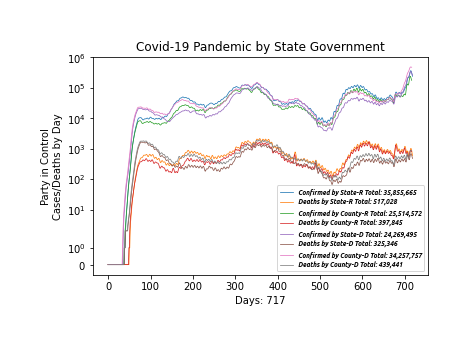 Covid-19 Pandemic by State Government
Party in Control
Cases/Deaths by Day
10⁶
10⁵
10⁴
10³
10²
10¹
10⁰
0
Confirmed by State-R Total: 35,855,665
Deaths by State-R Total: 517,028
Confirmed by County-R Total: 25,514,572
Deaths by County-R Total: 397,845
Confirmed by State-D Total: 24,269,495
Deaths by State-D Total: 325,346
Confirmed by County-D Total: 34,257,757
Deaths by County-D Total: 439,441
0 100 200 300 400 500 600 700
Days: 717